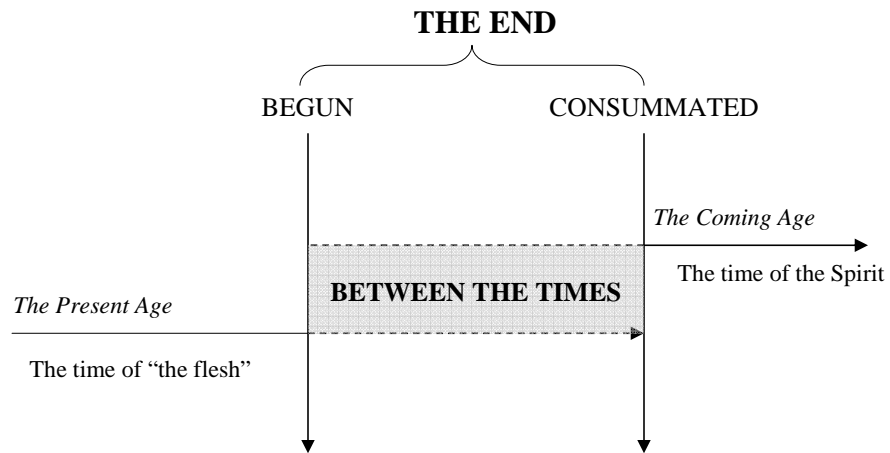 THE END
BEGUN
CONSUMMATED
The Coming Age
The time of the Spirit
BETWEEN THE TIMES
The Present Age
The time of “the flesh”